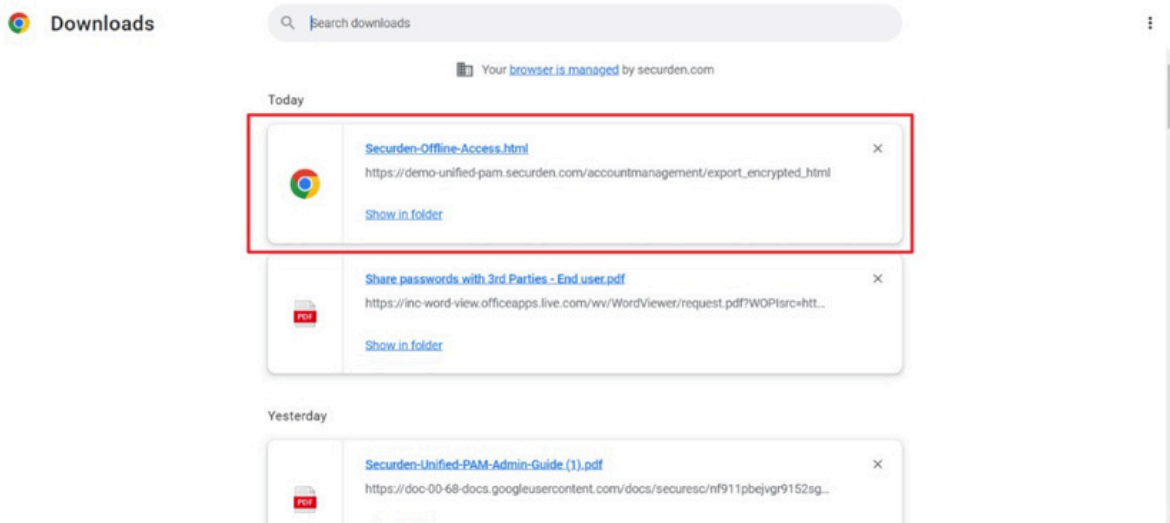 Downloads
Search downloads
Your browser is managed by securden.com
Today
Securden-Offline-Access.html
https://demo-unified-pam.securden.com/accountmanagement/export_encrypted_html
Show in folder
Share passwords with 3rd Parties - End user.pdf
https://inc-word-view.officeapps.live.com/wv/WordViewer/request.pdf?WOPIsrc=htt...
PDF
Show in folder
Yesterday
Securden-Unified-PAM-Admin-Guide (1).pdf
https://doc-00-68-docs.googleusercontent.com/docs/securesc/nf911pbejvgr9152sg...
PDF